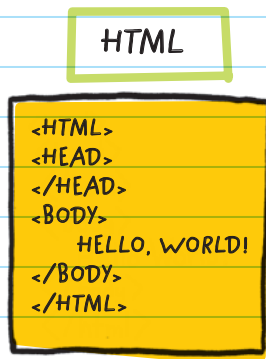 HTML
<HTML>
<HEAD>
</HEAD>
<BODY>
HELLO, WORLD!
</BODY>
</HTML>